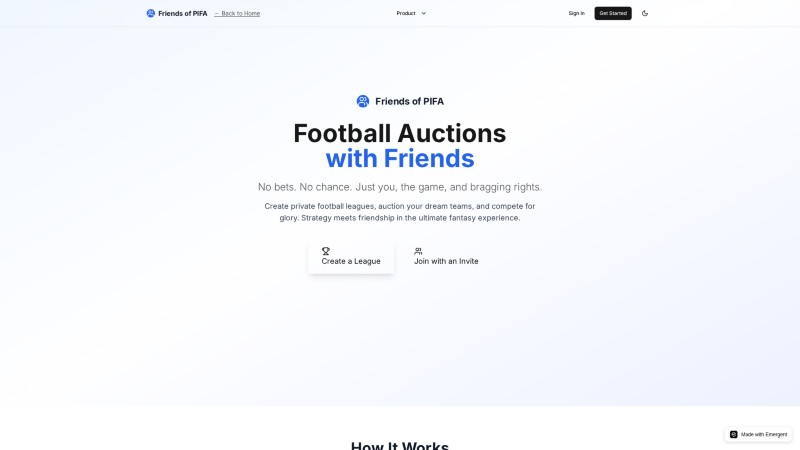 Friends of PIFA
← Back to Home
Product
Sign In
Get Started
Friends of PIFA
Football Auctions
with Friends
No bets. No chance. Just you, the game, and bragging rights.
Create private football leagues, auction your dream teams, and compete for
glory. Strategy meets friendship in the ultimate fantasy experience.
Create a League
Join with an Invite
How It Works
Made with Emergent